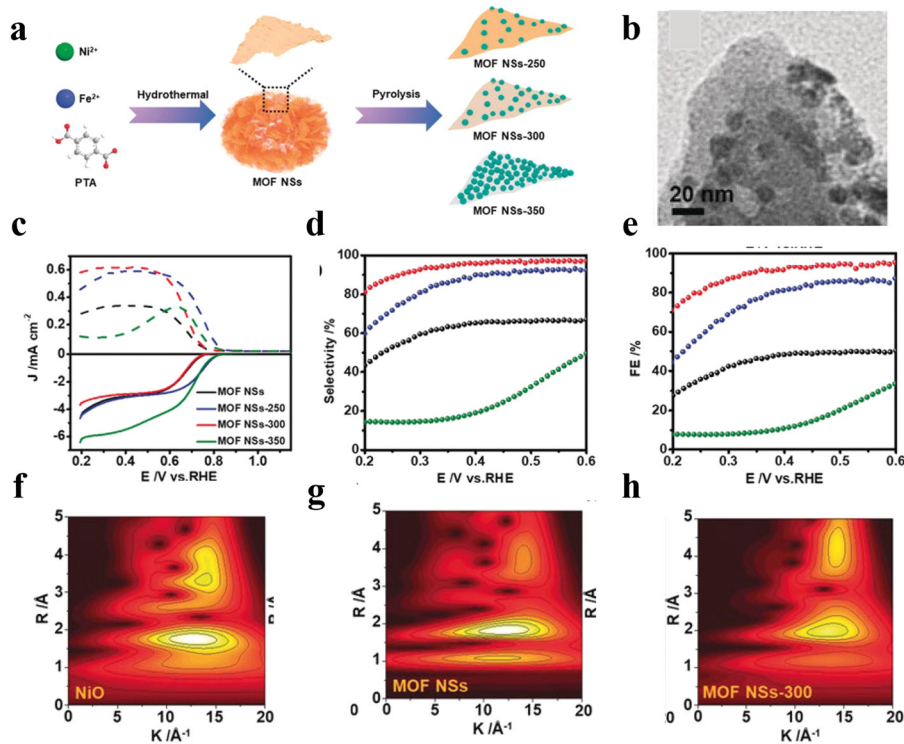 a
Ni²⁺
Fe²⁺
PTA
Hydrothermal
MOF NSs
Pyrolysis
MOF NSs-250
MOF NSs-300
MOF NSs-350
b
20 nm
c
J /mA cm⁻²
0.6
0.4
0.2
0
-2
-4
-6
MOF NSs
MOF NSs-250
MOF NSs-300
MOF NSs-350
0.2 0.4 0.6 0.8 1.0
E /V vs.RHE
d
Selectivity /%
100
80
60
40
20
0
0.2 0.3 0.4 0.5 0.6
E /V vs.RHE
e
FE /%
100
80
60
40
20
0
0.2 0.3 0.4 0.5 0.6
E /V vs.RHE
f
R /Å
5
4
3
2
1
0
NiO
0 5 10 15 20
K /Å⁻¹
g
R /Å
5
4
3
2
1
0
MOF NSs
0 5 10 15 20
K /Å⁻¹
h
R /Å
5
4
3
2
1
0
MOF NSs-300
0 5 10 15 20
K /Å⁻¹